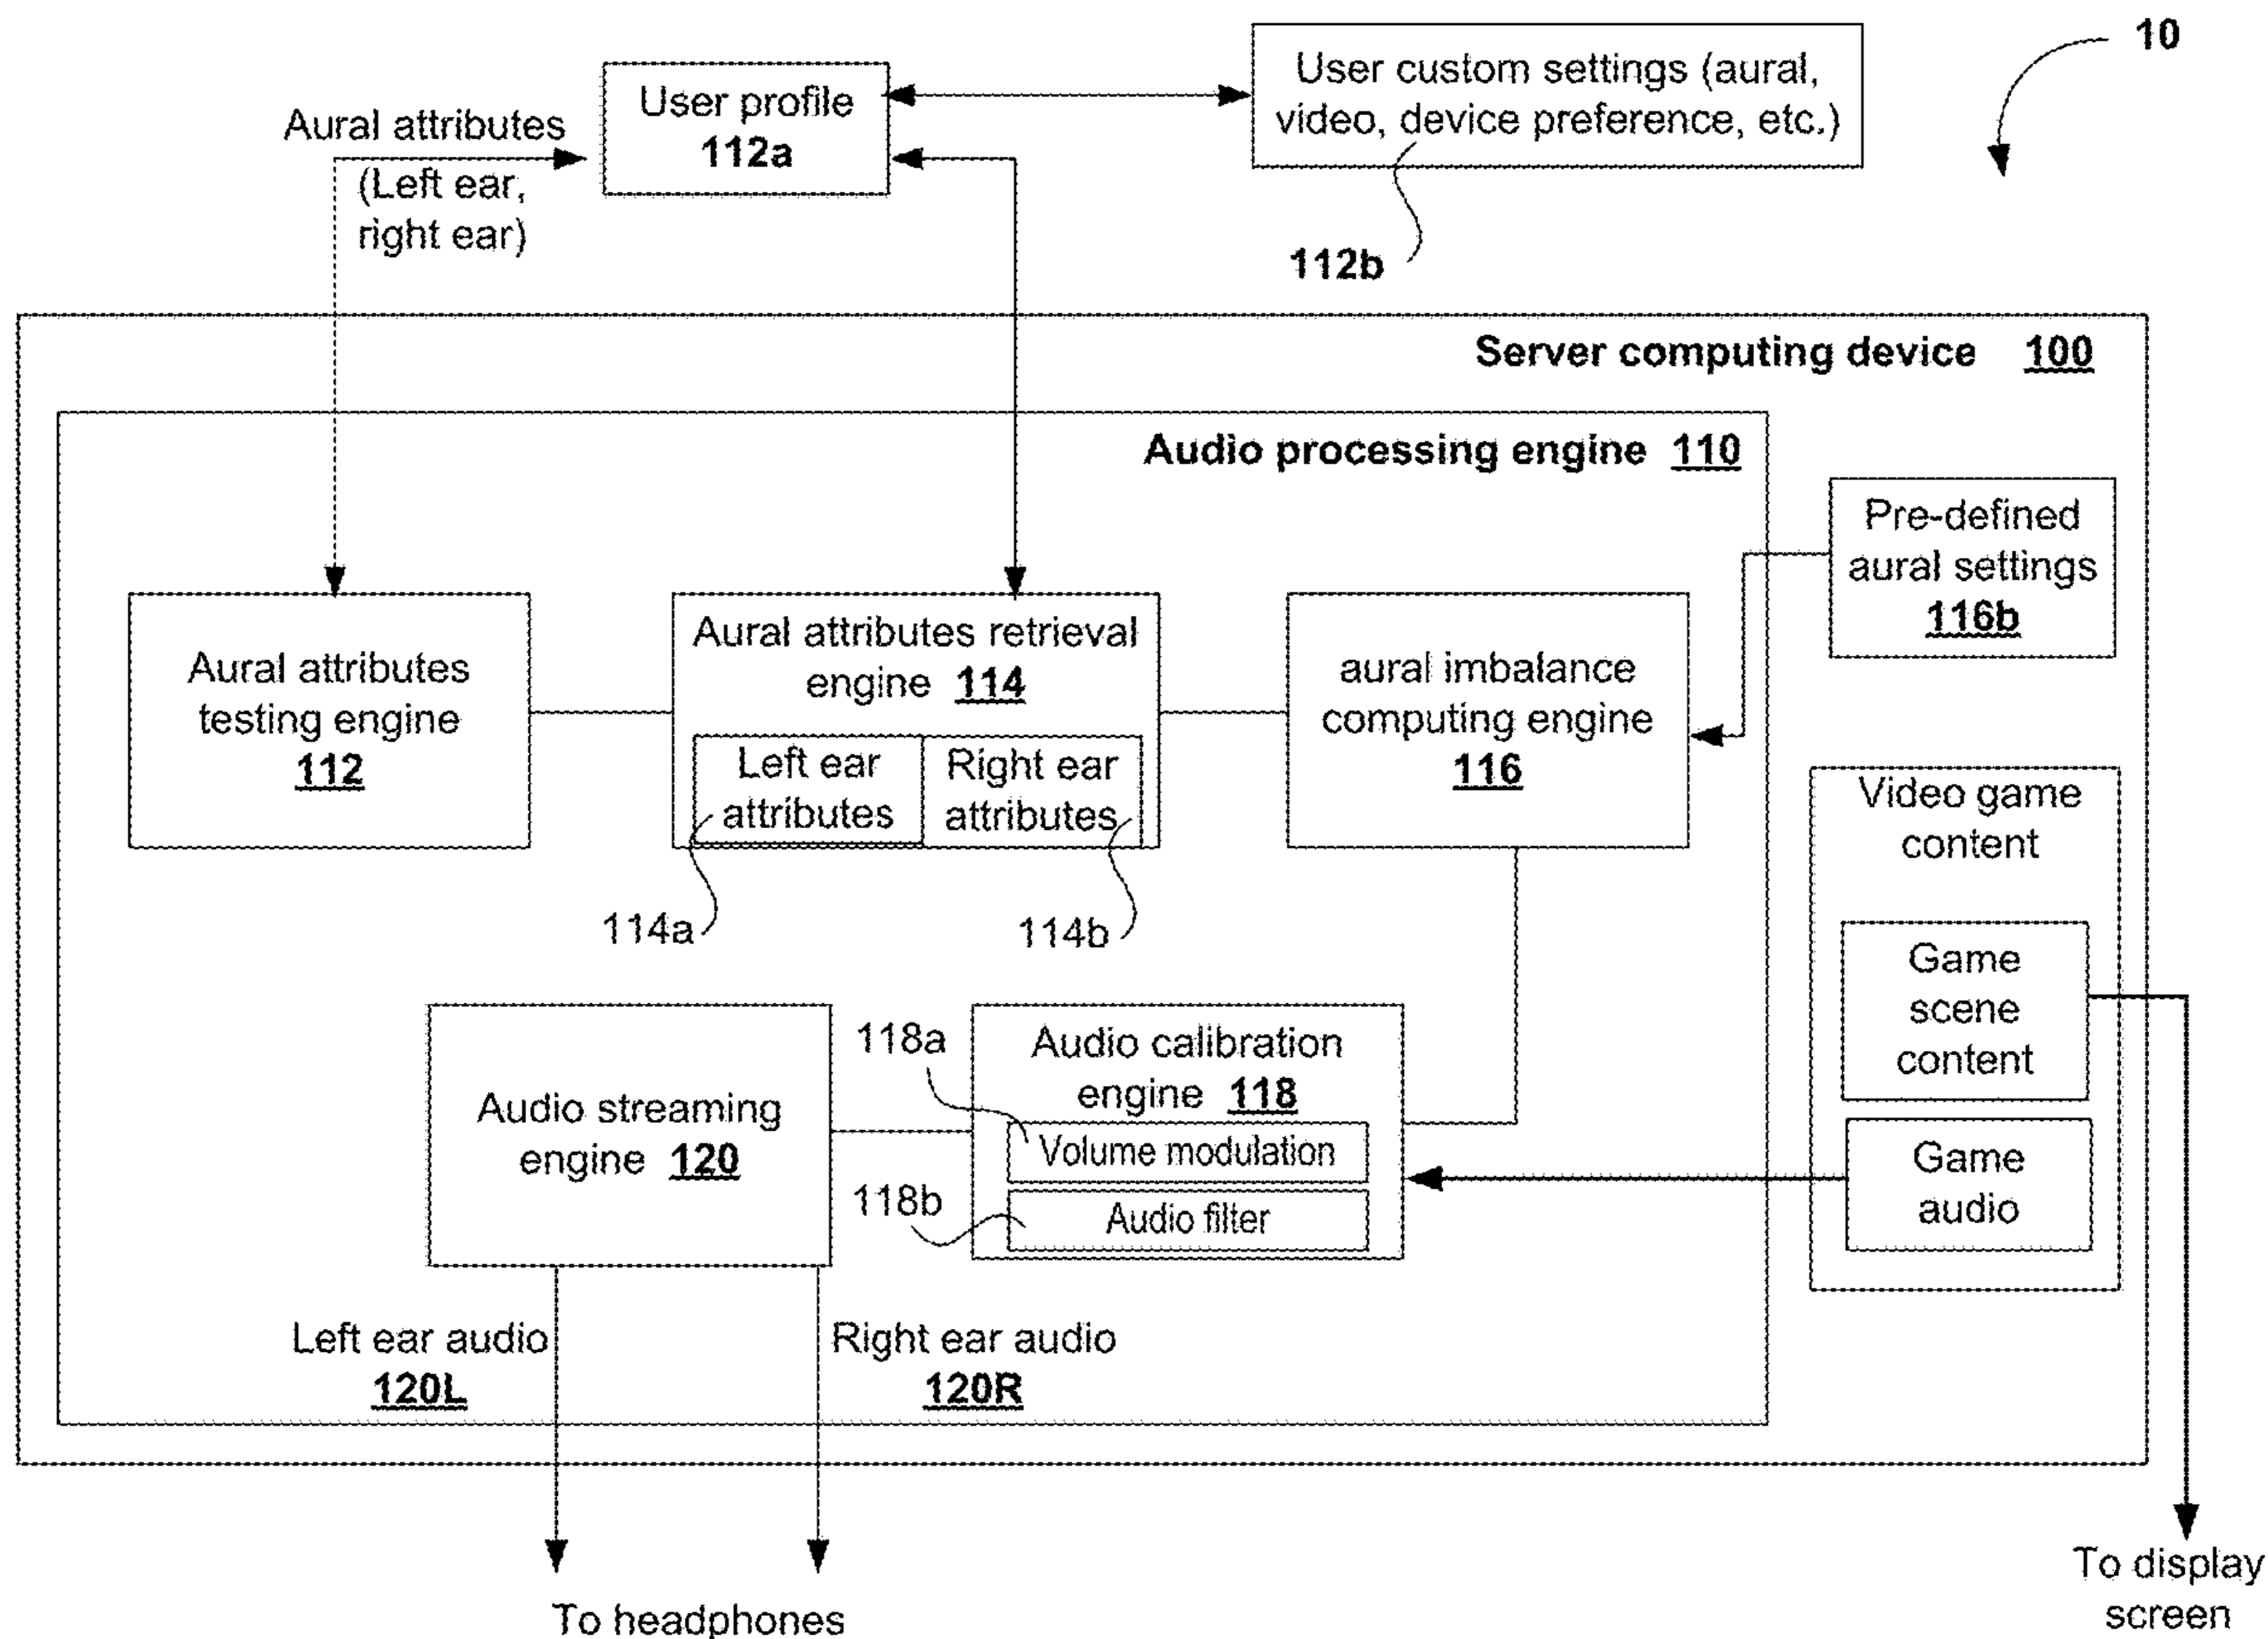 10
User custom settings (aural,
video, device preference, etc.)
112b
User profile
112a
Aural attributes
(Left ear,
right ear)
Server computing device 100
Audio processing engine 110
Pre-defined
aural settings
116b
Aural attributes
testing engine
112
Aural attributes retrieval
engine 114
Left ear
attributes
Right ear
attributes
114a
114b
aural imbalance
computing engine
116
Video game
content
Game
scene
content
Game
audio
Audio streaming
engine 120
118a
118b
Audio calibration
engine 118
Volume modulation
Audio filter
Left ear audio
120L
Right ear audio
120R
To headphones
To display
screen